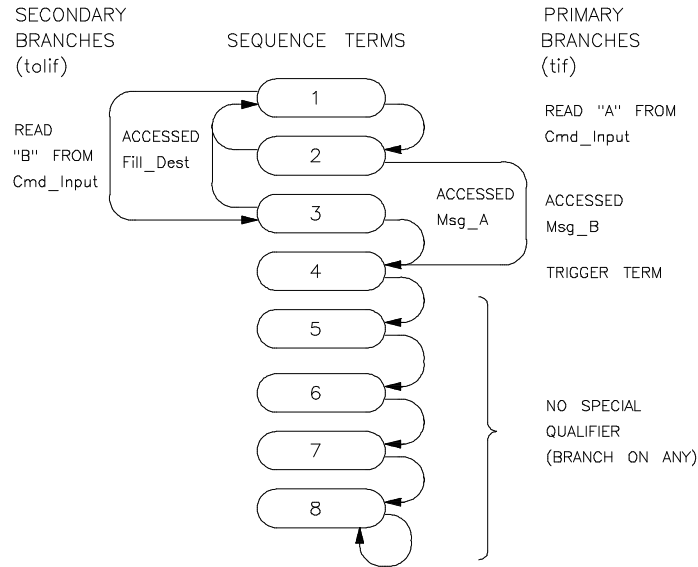 SECONDARY
BRANCHES
(tolif)
SEQUENCE TERMS
PRIMARY
BRANCHES
(tif)
1
READ "A" FROM
Cmd_Input
READ
"B" FROM
Cmd_Input
ACCESSED
Fill_Dest
2
3
ACCESSED
Msg_A
ACCESSED
Msg_B
4
TRIGGER TERM
5
6
NO SPECIAL
QUALIFIER
(BRANCH ON ANY)
7
8